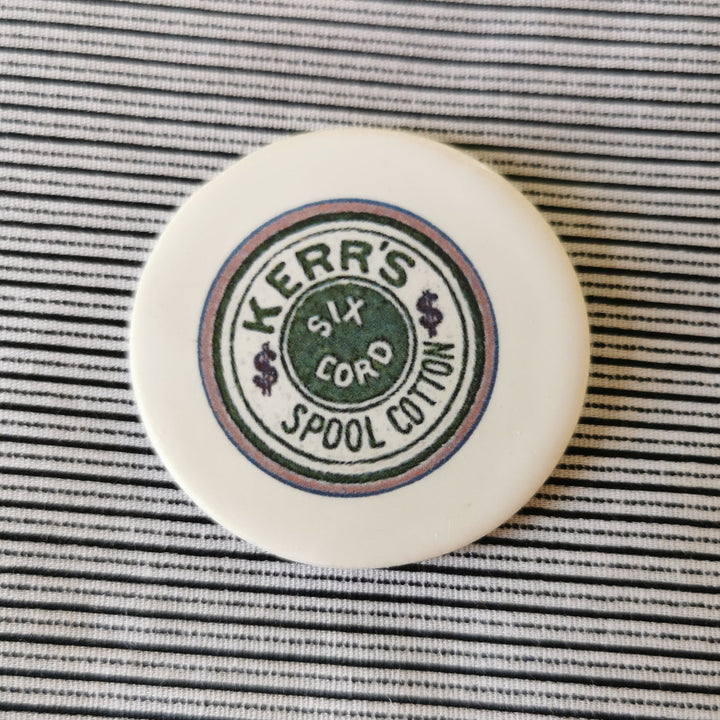 KERR'S
$ $
SIX
CORD
SPOOL COTTON